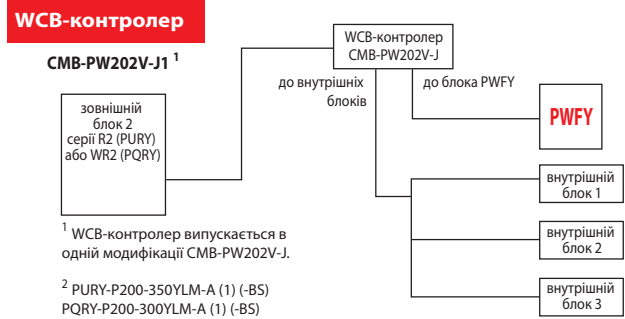 WCB-контролер
CMB-PW202V-J1 ¹
WCB-контролер
CMB-PW202V-J
до внутрішніх
блоків
до блока PWFY
PWFY
зовнішній
блок 2
серії R2 (PURY)
або WR2 (PQRY)
внутрішній
блок 1
внутрішній
блок 2
внутрішній
блок 3
¹ WCB-контролер випускається в
одній модифікації CMB-PW202V-J.
² PURY-P200-350YLM-A (1) (-BS)
PQRY-P200-300YLM-A (1) (-BS)